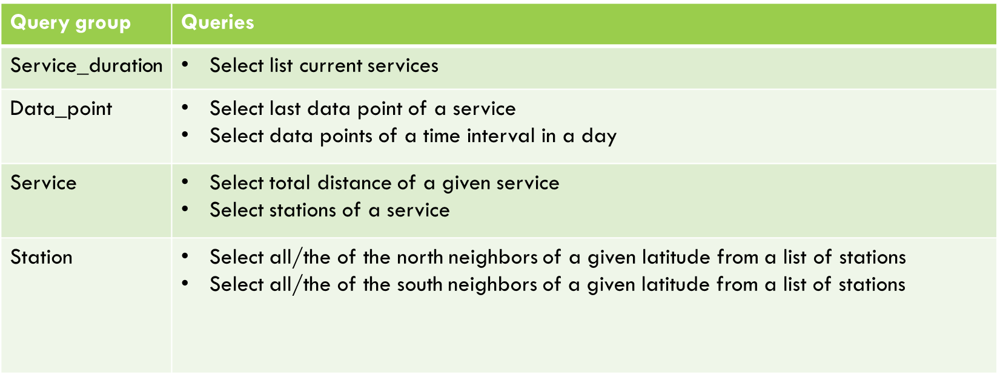 Query group Queries
Service_duration • Select list current services
Data_point • Select last data point of a service
• Select data points of a time interval in a day
Service • Select total distance of a given service
• Select stations of a service
Station • Select all/the of the north neighbors of a given latitude from a list of stations
• Select all/the of the south neighbors of a given latitude from a list of stations